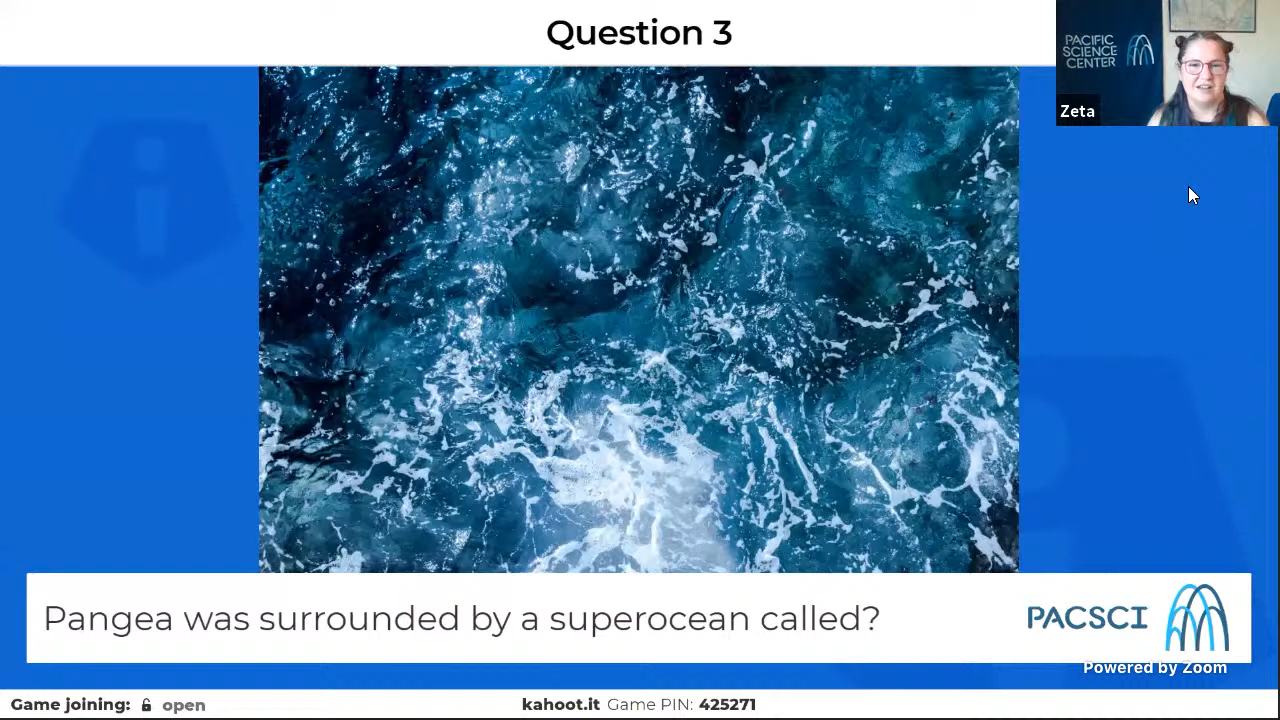 Question 3
PACIFIC
SCIENCE
CENTER
Zeta
Pangea was surrounded by a superocean called?
PACSCI
Powered by Zoom
Game joining: open
kahoot.it Game PIN: 425271